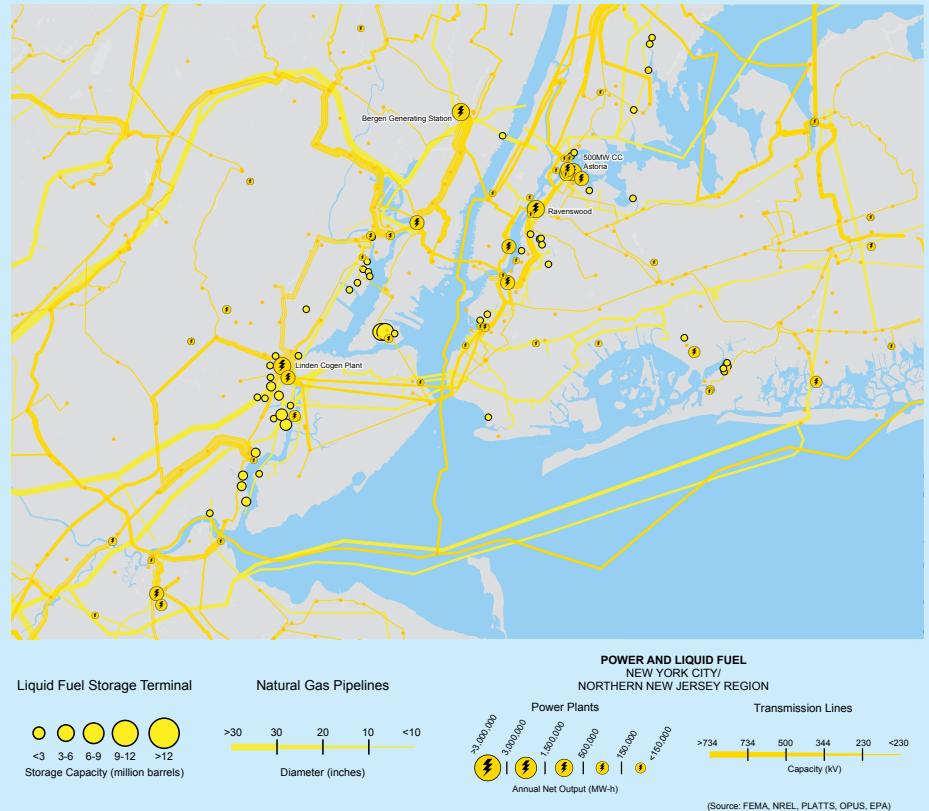 Bergen Generating Station
500MW CC
Astoria
Ravenswood
Linden Cogen Plant
POWER AND LIQUID FUEL
NEW YORK CITY/
NORTHERN NEW JERSEY REGION
Liquid Fuel Storage Terminal
<3 3-6 6-9 9-12 >12
Storage Capacity (million barrels)
Natural Gas Pipelines
>30 30 20 10 <10
Diameter (inches)
Power Plants
>3,000,000 3,000,000 1,500,000 500,000 150,000 <150,000
Annual Net Output (MW-h)
Transmission Lines
>734 734 500 344 230 <230
Capacity (kV)
(Source: FEMA, NREL, PLATTS, OPUS, EPA)